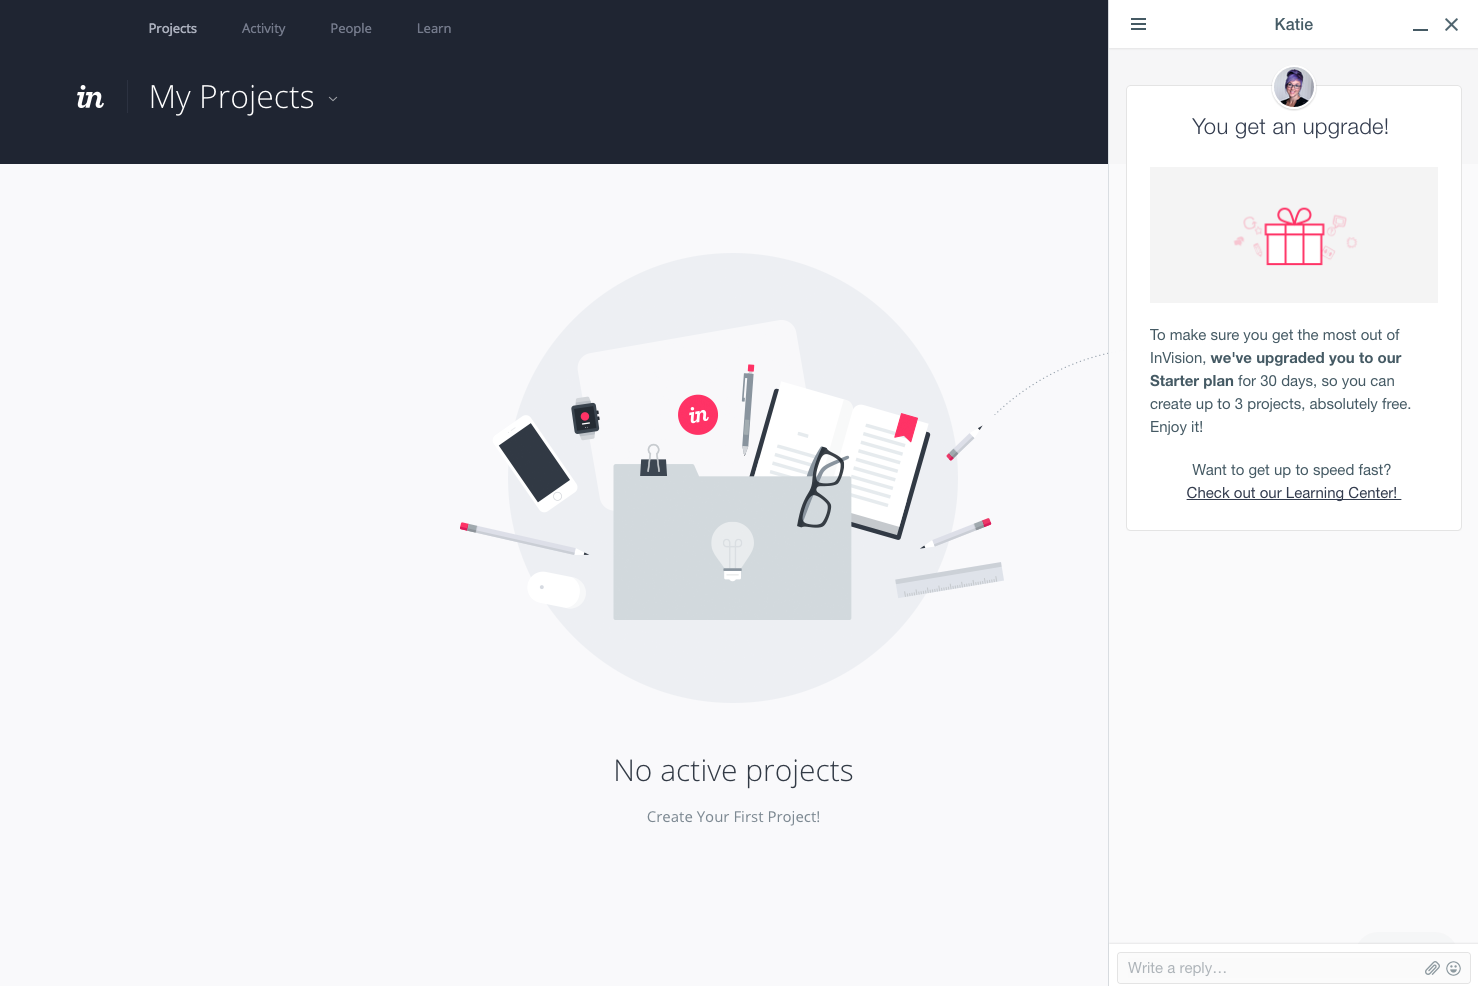 Projects Activity People Learn
in My Projects
in
No active projects
Create Your First Project!
Katie
You get an upgrade!
To make sure you get the most out of
InVision, we've upgraded you to our
Starter plan for 30 days, so you can
create up to 3 projects, absolutely free.
Enjoy it!
Want to get up to speed fast?
Check out our Learning Center!
Write a reply…